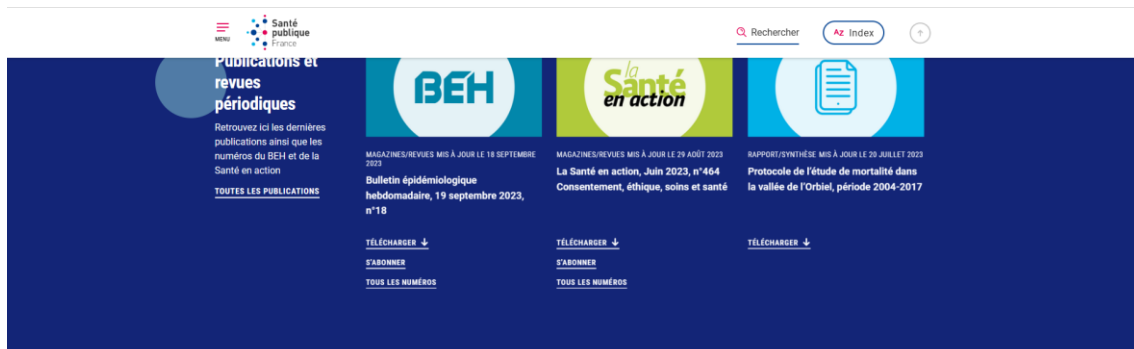 MENU
Santé
publique
France
Rechercher
AZ Index
Publications et
revues
périodiques
Retrouvez ici les dernières
publications ainsi que les
numéros du BEH et de la
Santé en action
TOUTES LES PUBLICATIONS
BEH
MAGAZINES/REVUES MIS À JOUR LE 18 SEPTEMBRE
2023
Bulletin épidémiologique
hebdomadaire, 19 septembre 2023,
n°18
TÉLÉCHARGER
S'ABONNER
TOUS LES NUMÉROS
la
Santé
en action
MAGAZINES/REVUES MIS À JOUR LE 29 AOÛT 2023
La Santé en action, Juin 2023, n°464
Consentement, éthique, soins et santé
TÉLÉCHARGER
S'ABONNER
TOUS LES NUMÉROS
RAPPORT/SYNTHÈSE MIS À JOUR LE 20 JUILLET 2023
Protocole de l'étude de mortalité dans
la vallée de l'Orbiel, période 2004-2017
TÉLÉCHARGER